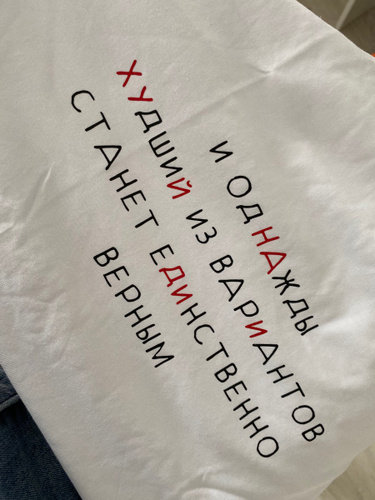 и однажды
худший из вариантов
станет единственно
верным